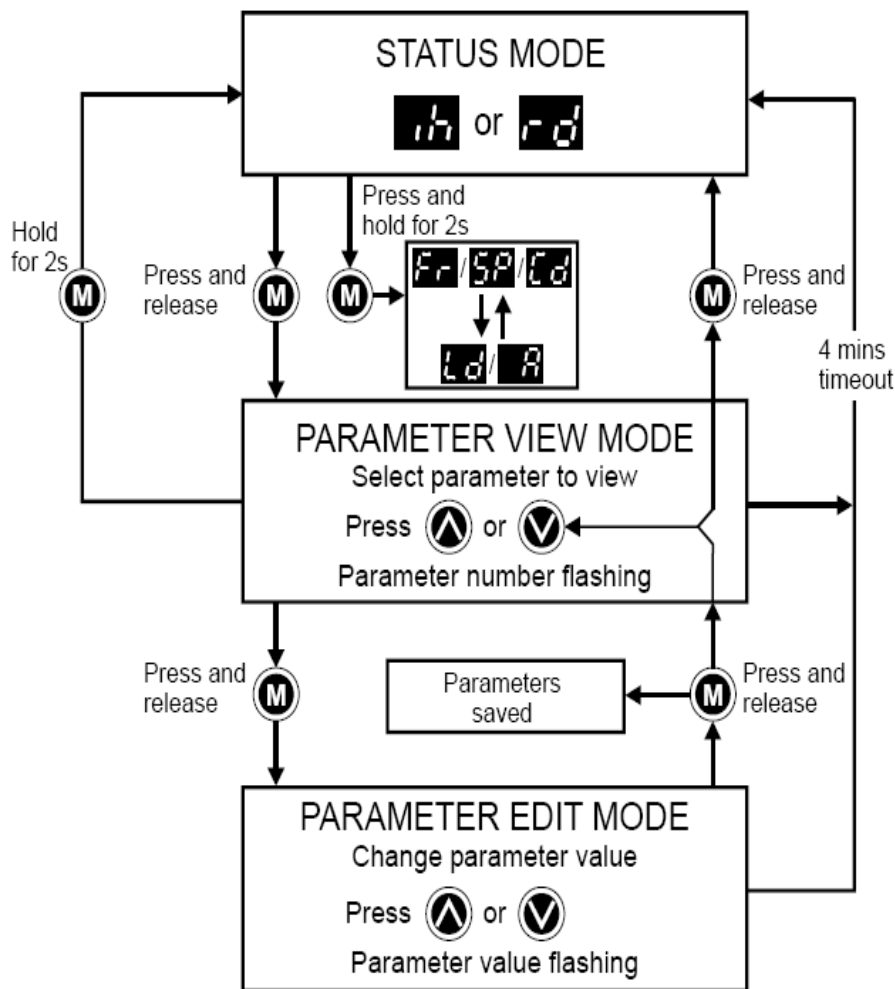 STATUS MODE
ih or rd
Press and
hold for 2s
Hold
for 2s
M
Press and
release
M
M
Fr/SP/Cd
Ld/A
M
Press and
release
4 mins
timeout
PARAMETER VIEW MODE
Select parameter to view
Press or
Parameter number flashing
Press and
release
M
Parameters
saved
M
Press and
release
PARAMETER EDIT MODE
Change parameter value
Press or
Parameter value flashing